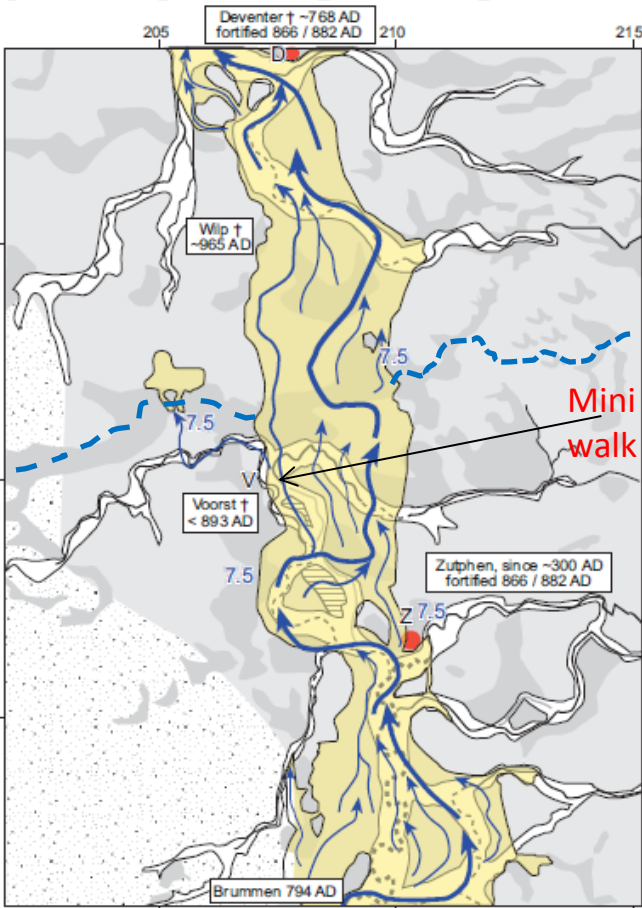 Deventer † ~768 AD
fortified 866 / 882 AD
205
210
215
D
Wilp †
~965 AD
7.5
7.5
Mini
walk
V
Voorst †
< 893 AD
7.5
Zutphen, since ~300 AD
fortified 866 / 882 AD
Z
7.5
Brummen 794 AD